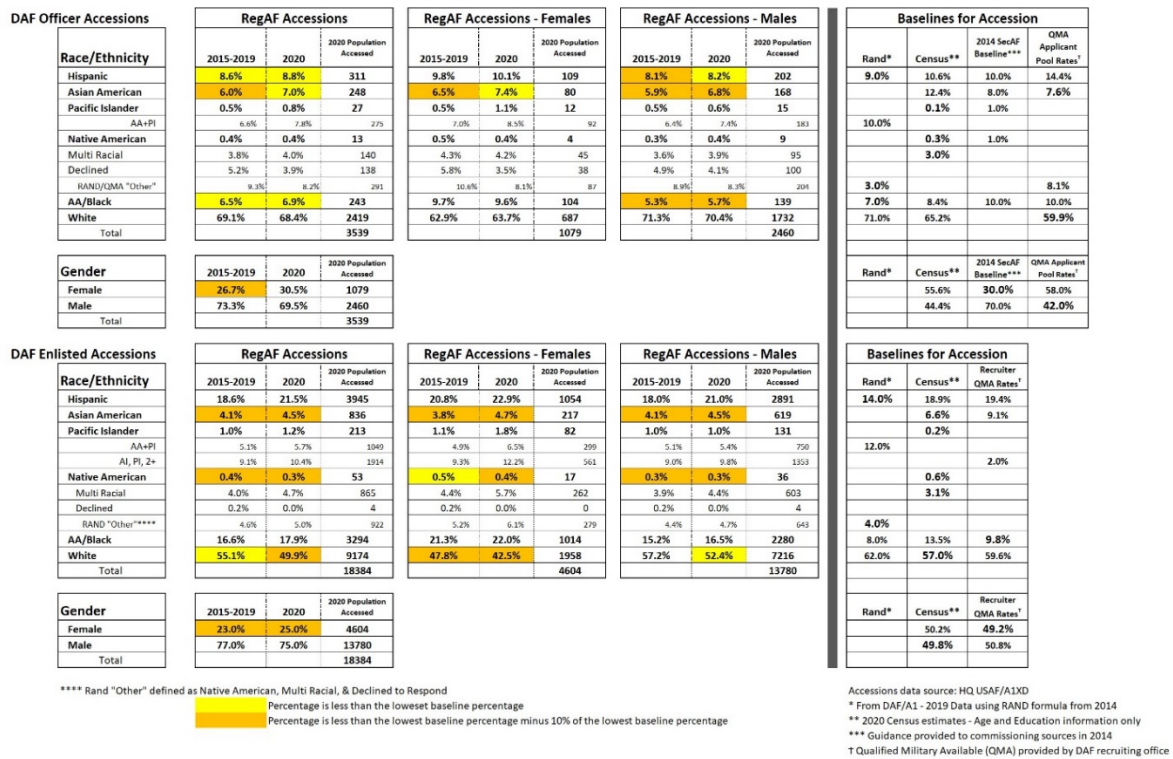 DAF Officer Accessions RegAF Accessions RegAF Accessions - Females RegAF Accessions - Males Baselines for Accession
Race/Ethnicity 2015-2019 2020 2020 Population Accessed 2015-2019 2020 2020 Population Accessed 2015-2019 2020 2020 Population Accessed Rand* Census** 2014 SecAF Baseline*** QMA Applicant Pool Rates†
Hispanic 8.6% 8.8% 311 9.8% 10.1% 109 8.1% 8.2% 202 9.0% 10.6% 10.0% 14.4%
Asian American 6.0% 7.0% 248 6.5% 7.4% 80 5.9% 6.8% 168 12.4% 8.0% 7.6%
Pacific Islander 0.5% 0.8% 27 0.5% 1.1% 12 0.5% 0.6% 15 0.1% 1.0%
AA+PI 6.6% 7.8% 275 7.0% 8.5% 92 6.4% 7.4% 183 10.0%
Native American 0.4% 0.4% 13 0.5% 0.4% 4 0.3% 0.4% 9 0.3% 1.0%
Multi Racial 3.8% 4.0% 140 4.3% 4.2% 45 3.6% 3.9% 95 3.0%
Declined 5.2% 3.9% 138 5.8% 3.5% 38 4.9% 4.1% 100
RAND/QMA "Other" 9.3% 8.2% 291 10.6% 8.1% 87 8.9% 8.3% 204 3.0% 8.1%
AA/Black 6.5% 6.9% 243 9.7% 9.6% 104 5.3% 5.7% 139 7.0% 8.4% 10.0% 10.0%
White 69.1% 68.4% 2419 62.9% 63.7% 687 71.3% 70.4% 1732 71.0% 65.2% 59.9%
Total 3539 1079 2460
Gender 2015-2019 2020 2020 Population Accessed Rand* Census** 2014 SecAF Baseline*** QMA Applicant Pool Rates†
Female 26.7% 30.5% 1079 55.6% 30.0% 58.0%
Male 73.3% 69.5% 2460 44.4% 70.0% 42.0%
Total 3539
DAF Enlisted Accessions RegAF Accessions RegAF Accessions - Females RegAF Accessions - Males Baselines for Accession
Race/Ethnicity 2015-2019 2020 2020 Population Accessed 2015-2019 2020 2020 Population Accessed 2015-2019 2020 2020 Population Accessed Rand* Census** Recruiter QMA Rates†
Hispanic 18.6% 21.5% 3945 20.8% 22.9% 1054 18.0% 21.0% 2891 14.0% 18.9% 19.4%
Asian American 4.1% 4.5% 836 3.8% 4.7% 217 4.1% 4.5% 619 6.6% 9.1%
Pacific Islander 1.0% 1.2% 213 1.1% 1.8% 82 1.0% 1.0% 131 0.2%
AA+PI 5.1% 5.7% 1049 4.9% 6.5% 299 5.1% 5.4% 750 12.0%
AI, PI, 2+ 9.1% 10.4% 1914 9.3% 12.2% 561 9.0% 9.8% 1353 2.0%
Native American 0.4% 0.3% 53 0.5% 0.4% 17 0.3% 0.3% 36 0.6%
Multi Racial 4.0% 4.7% 865 4.4% 5.7% 262 3.9% 4.4% 603 3.1%
Declined 0.2% 0.0% 4 0.2% 0.0% 0 0.2% 0.0% 4
RAND "Other"**** 4.6% 5.0% 922 5.2% 6.1% 279 4.4% 4.7% 643 4.0%
AA/Black 16.6% 17.9% 3294 21.3% 22.0% 1014 15.2% 16.5% 2280 8.0% 13.5% 9.8%
White 55.1% 49.9% 9174 47.8% 42.5% 1958 57.2% 52.4% 7216 62.0% 57.0% 59.6%
Total 18384 4604 13780
Gender 2015-2019 2020 2020 Population Accessed Rand* Census** Recruiter QMA Rates†
Female 23.0% 25.0% 4604 50.2% 49.2%
Male 77.0% 75.0% 13780 49.8% 50.8%
Total 18384
**** Rand "Other" defined as Native American, Multi Racial, & Declined to Respond
Percentage is less than the loweset baseline percentage
Percentage is less than the lowest baseline percentage minus 10% of the lowest baseline percentage
Accessions data source: HQ USAF/A1XD
* From DAF/A1 - 2019 Data using RAND formula from 2014
** 2020 Census estimates - Age and Education information only
*** Guidance provided to commissioning sources in 2014
† Qualified Military Available (QMA) provided by DAF recruiting office